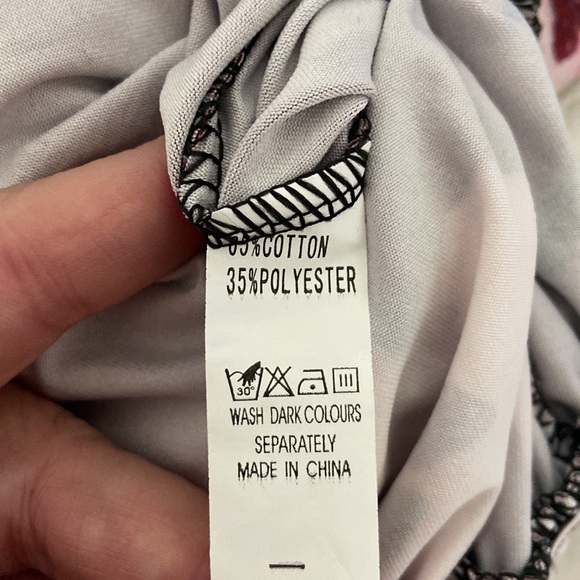 65%COTTON
35%POLYESTER
30°
WASH DARK COLOURS
SEPARATELY
MADE IN CHINA